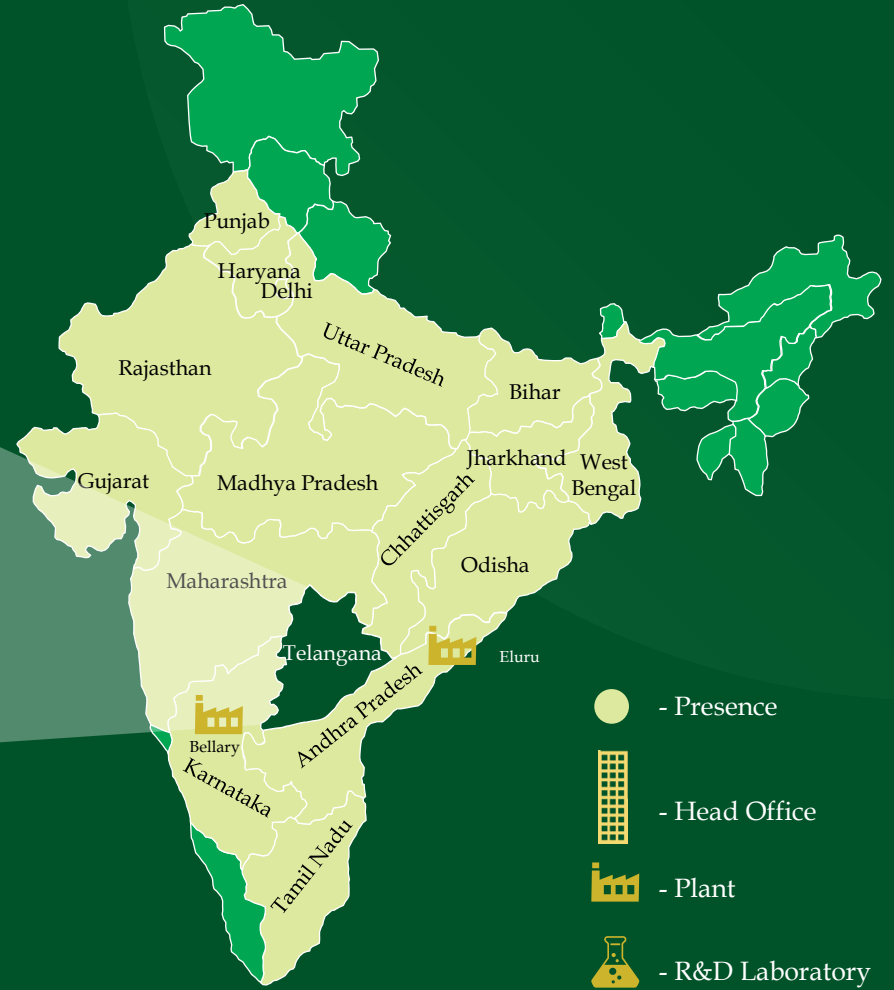 Punjab
Haryana
Delhi
Uttar Pradesh
Rajasthan
Bihar
Jharkhand
West
Bengal
Gujarat
Madhya Pradesh
Chhattisgarh
Odisha
Maharashtra
Telangana
Eluru
Andhra Pradesh
Bellary
Karnataka
Tamil Nadu
- Presence
- Head Office
- Plant
- R&D Laboratory